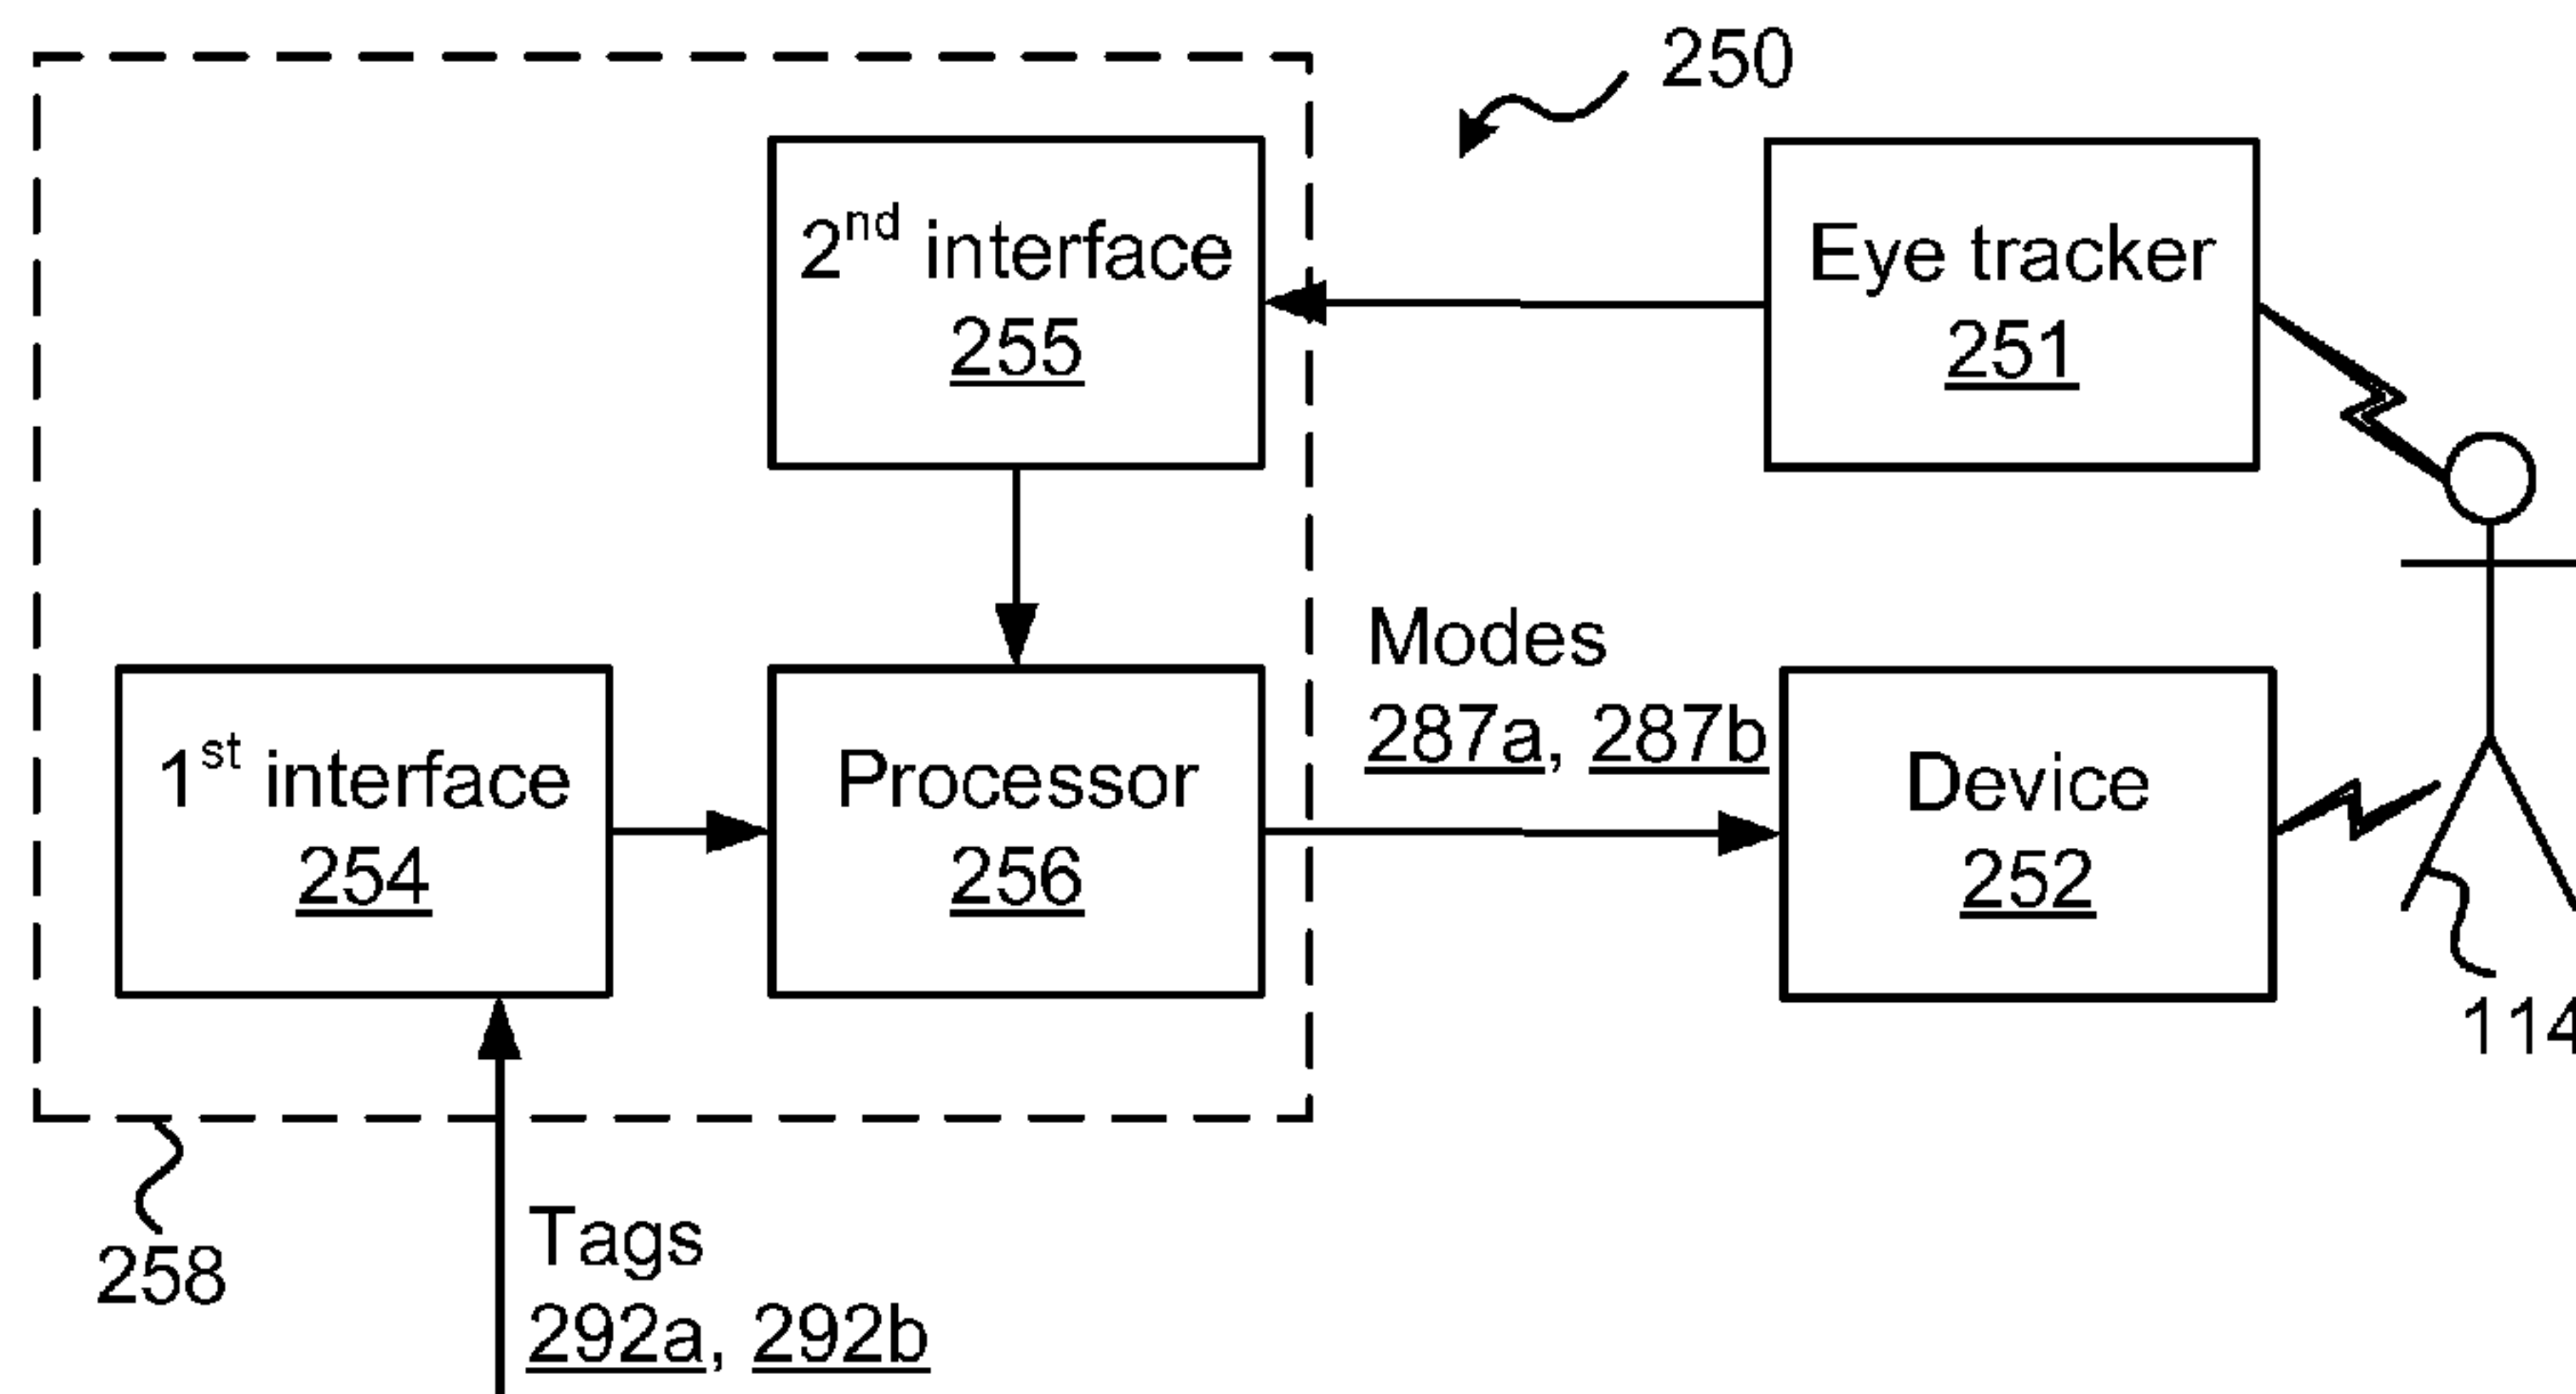 250
2nd interface
255
Eye tracker
251
Modes
287a, 287b
1st interface
254
Processor
256
Device
252
114
258
Tags
292a, 292b